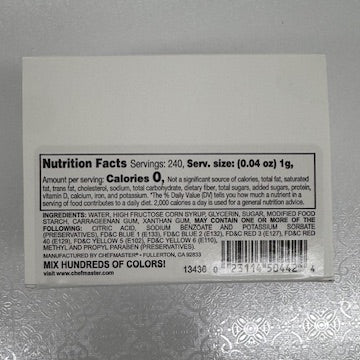 Nutrition Facts Servings: 240, Serv. size: (0.04 oz) 1g,
Amount per serving: Calories 0, Not a significant source of calories, total fat, saturated
fat, trans fat, cholesterol, sodium, total carbohydrate, dietary fiber, total sugars, added sugars, protein,
vitamin D, calcium, iron, and potassium. *The % Daily Value (DV) tells you how much a nutrient in a
serving of food contributes to a daily diet. 2,000 calories a day is used for a general nutrition advice.
INGREDIENTS: WATER, HIGH FRUCTOSE CORN SYRUP, GLYCERIN, SUGAR, MODIFIED FOOD
STARCH, CARRAGEENAN GUM, XANTHAN GUM, MAY CONTAIN ONE OR MORE OF THE
FOLLOWING: CITRIC ACID, SODIUM BENZOATE AND POTASSIUM SORBATE
(PRESERVATIVES), FD&C BLUE 1 (E133), FD&C BLUE 2 (E132), FD&C RED 3 (E127), FD&C RED
40 (E129), FD&C YELLOW 5 (E102), FD&C YELLOW 6 (E110),
METHYL AND PROPYL PARABEN (PRESERVATIVES).
MANUFACTURED BY CHEFMASTER® • FULLERTON, CA 92833
MIX HUNDREDS OF COLORS!
visit www.chefmaster.com
13436
0 23114 50442 4